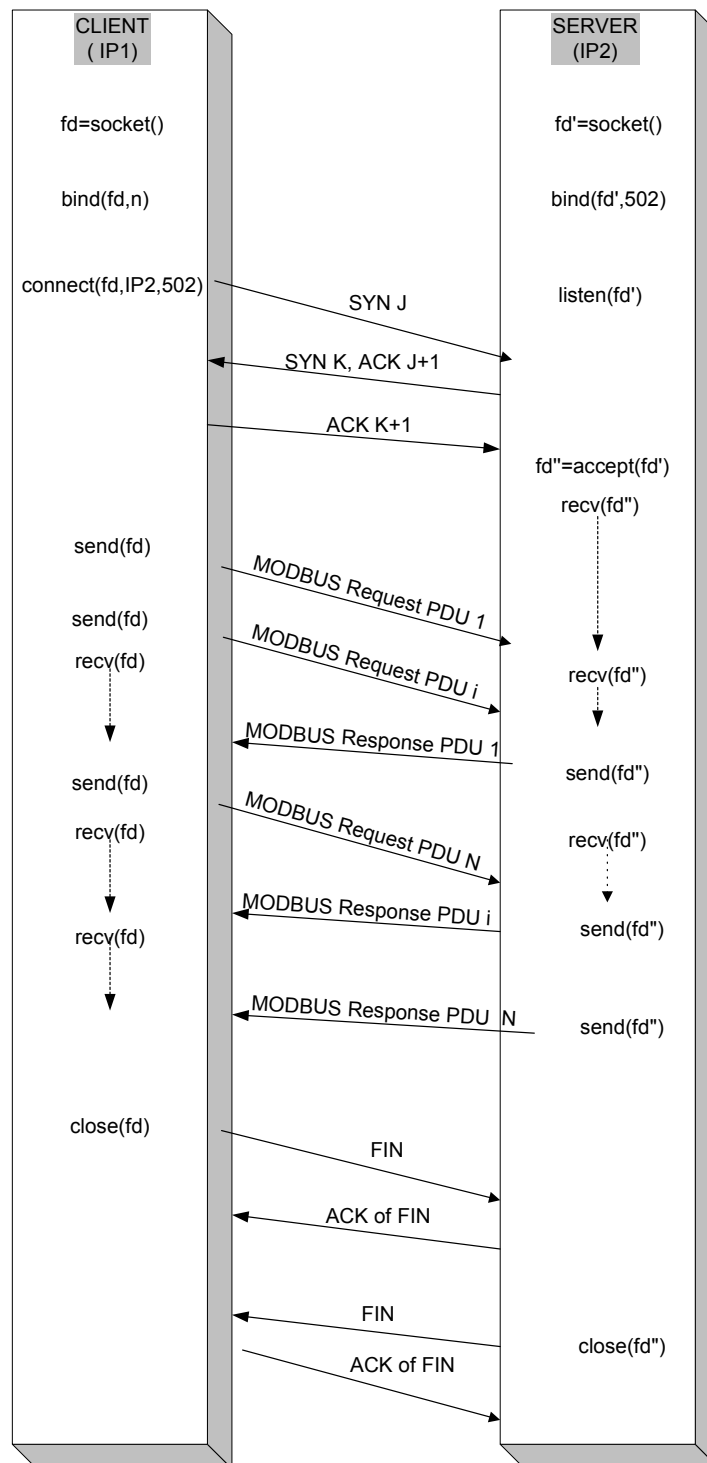 CLIENT
( IP1)
SERVER
(IP2)
fd=socket()
fd'=socket()
bind(fd,n)
bind(fd',502)
connect(fd,IP2,502)
listen(fd')
SYN J
SYN K, ACK J+1
ACK K+1
fd"=accept(fd')
recv(fd")
send(fd)
MODBUS Request PDU 1
send(fd)
MODBUS Request PDU i
recv(fd)
recv(fd")
MODBUS Response PDU 1
send(fd")
send(fd)
MODBUS Request PDU N
recv(fd)
recv(fd")
MODBUS Response PDU i
send(fd")
recv(fd)
MODBUS Response PDU N
send(fd")
close(fd)
FIN
ACK of FIN
FIN
close(fd")
ACK of FIN